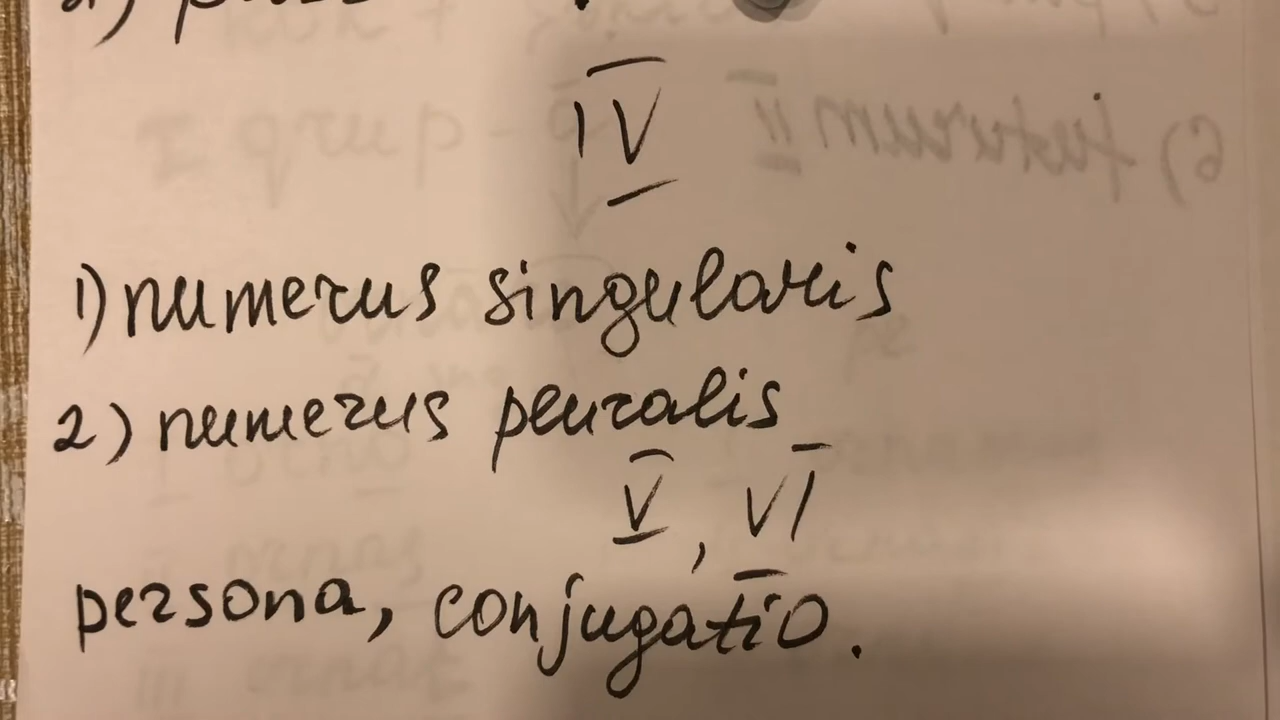 IV
1) numerus singularis
2) numerus pluralis
V, VI
persona, conjugatio.